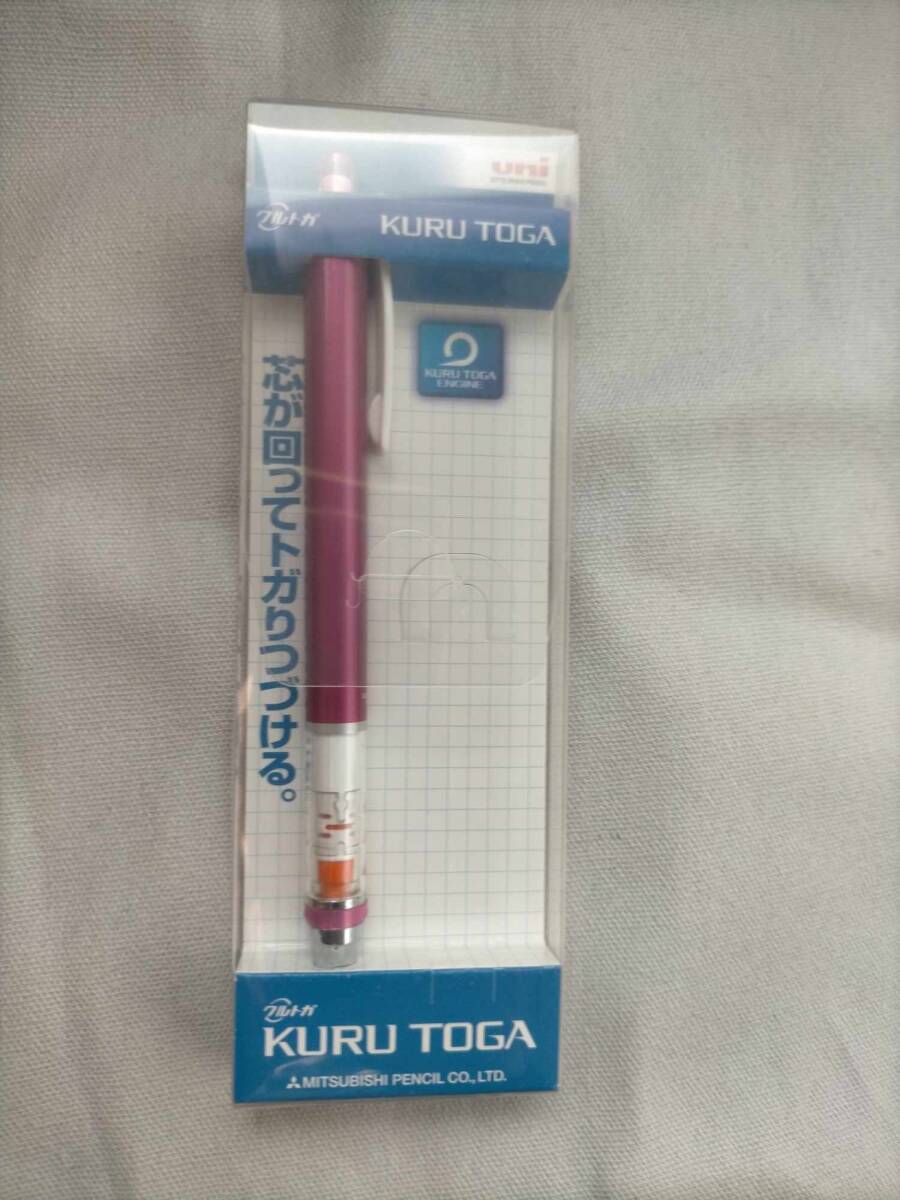 uni
クルトガ KURU TOGA
KURU TOGA
ENGINE
芯が回ってトガりつづける。
クルトガ
KURU TOGA
MITSUBISHI PENCIL CO., LTD.